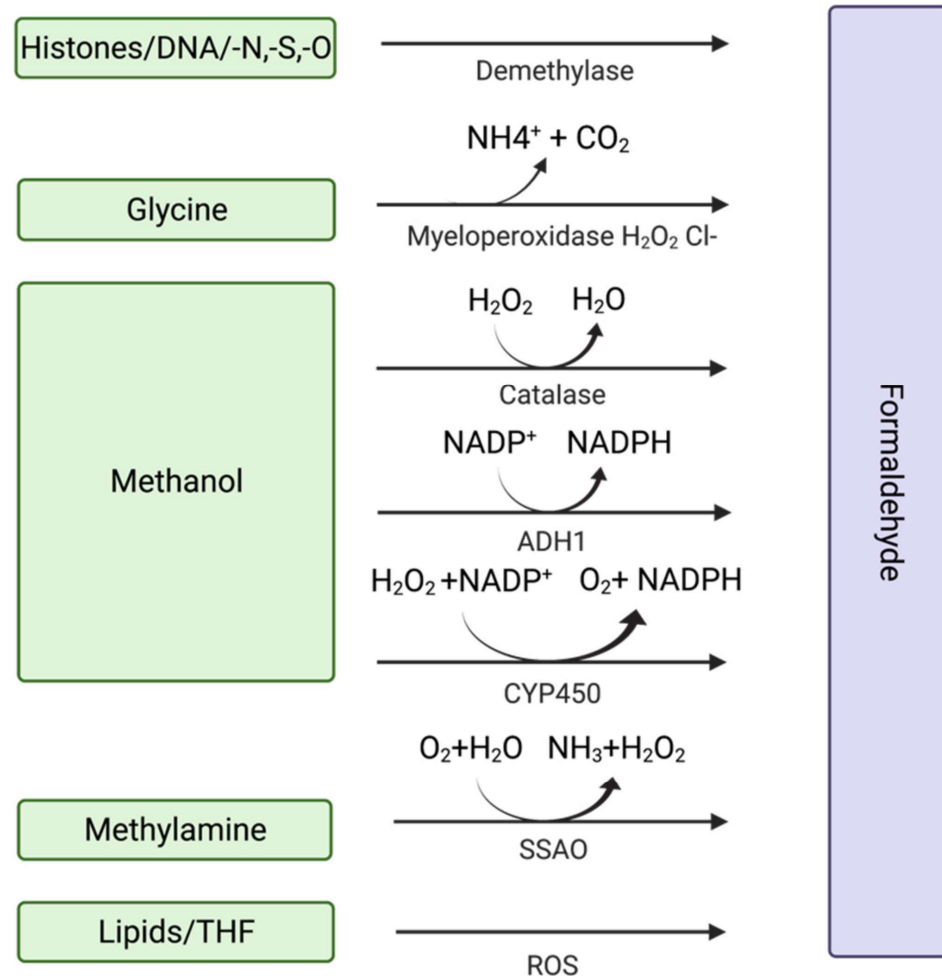 Histones/DNA/-N,-S,-O
Demethylase
NH4⁺ + CO₂
Glycine
Myeloperoxidase H₂O₂ Cl-
H₂O₂ H₂O
Catalase
NADP⁺ NADPH
Methanol
ADH1
H₂O₂ +NADP⁺ O₂+ NADPH
CYP450
O₂+H₂O NH₃+H₂O₂
Methylamine
SSAO
Lipids/THF
ROS
Formaldehyde